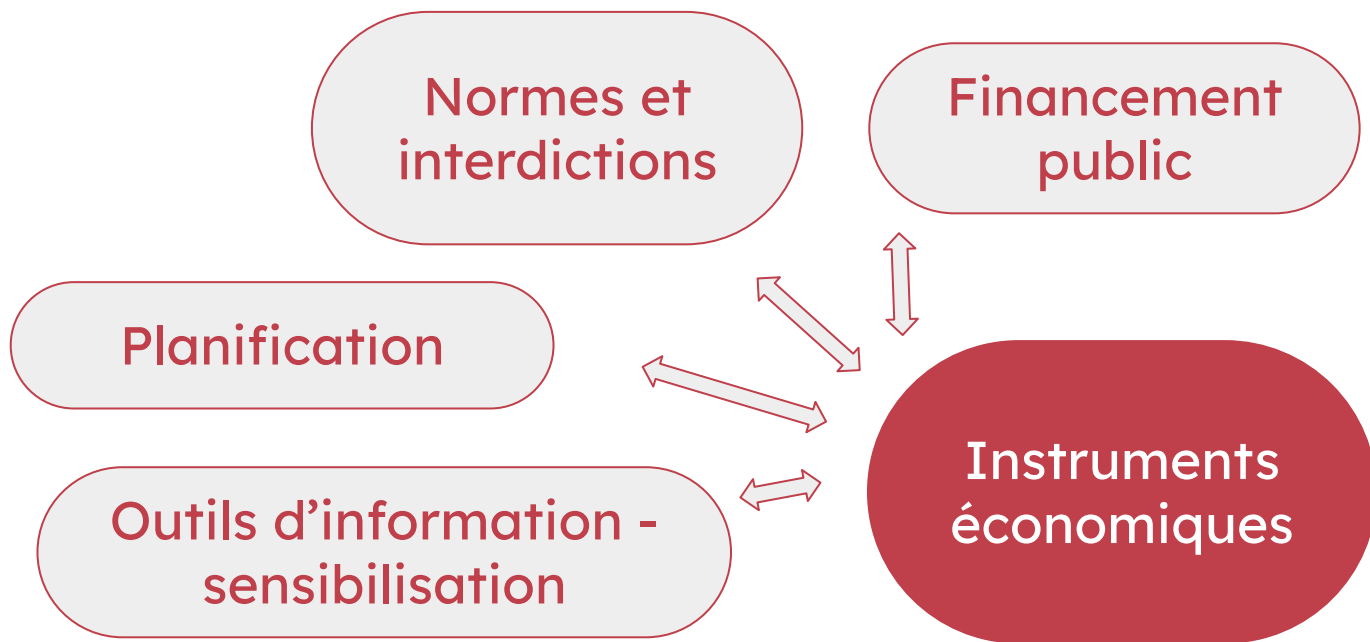 Normes et
interdictions
Financement
public
Planification
Outils d’information -
sensibilisation
Instruments
économiques